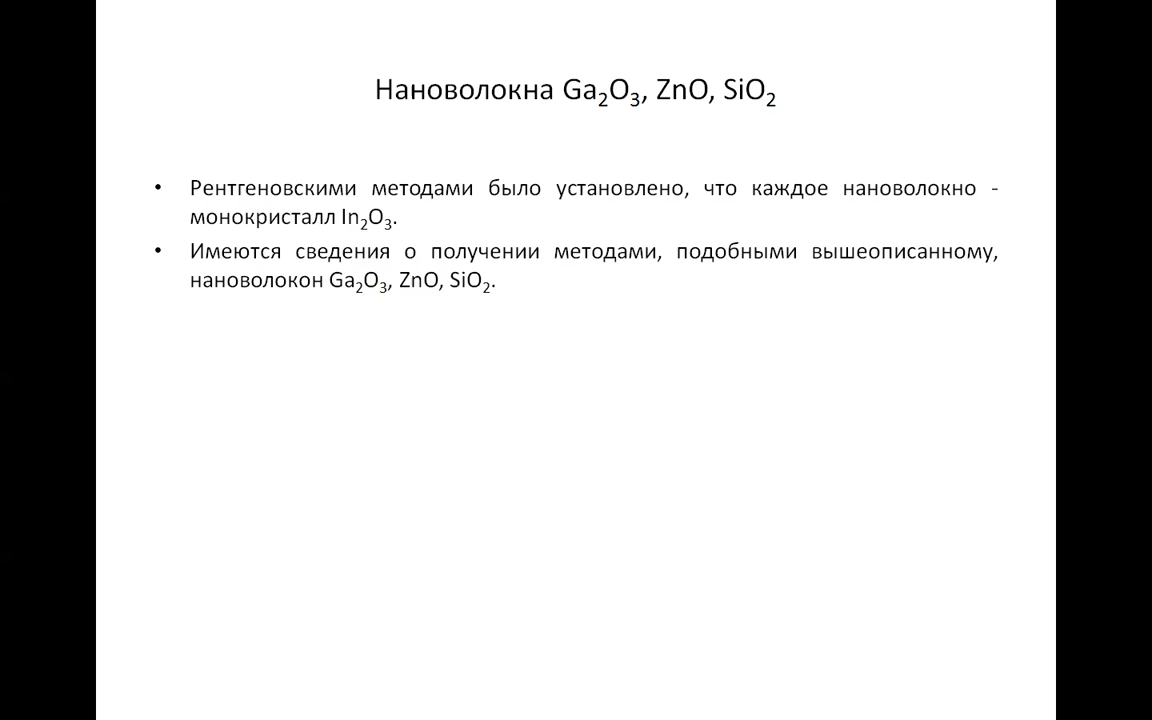 Нановолокна Ga₂O₃, ZnO, SiO₂
• Рентгеновскими методами было установлено, что каждое нановолокно -
монокристалл In₂O₃.
• Имеются сведения о получении методами, подобными вышеописанному,
нановолокон Ga₂O₃, ZnO, SiO₂.